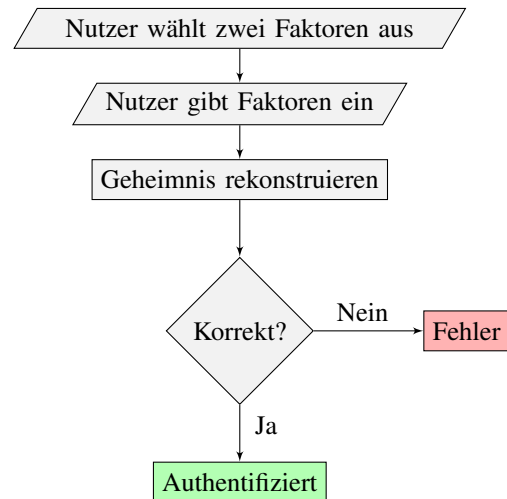 Nutzer wählt zwei Faktoren aus
Nutzer gibt Faktoren ein
Geheimnis rekonstruieren
Korrekt?
Nein
Fehler
Ja
Authentifiziert